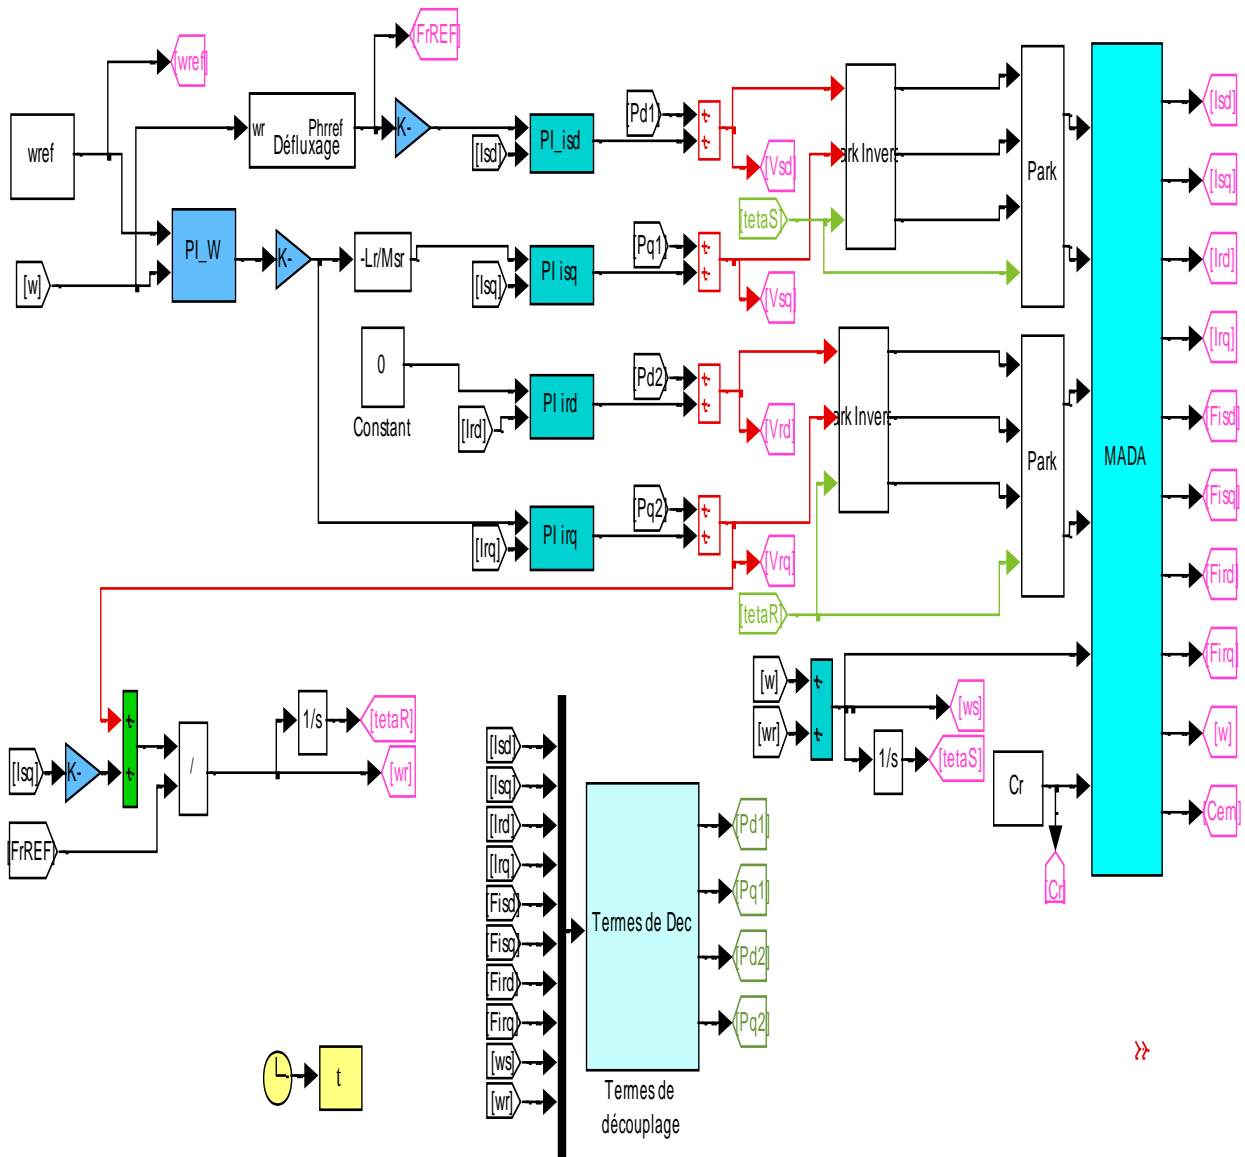 [FrREF]
[wref]
wref
wr
Phrref
Défluxage
K-
[Isd]
PI_isd
[Pd1]
[Vsd]
[tetaS]
ark Invers
Park
[w]
PI_W
K-
-Lr/Msr
[Isq]
PI isq
[Pq1]
[Vsq]
0
Constant
[Ird]
PI ird
[Pd2]
[Vrd]
ark Invers
Park
[Irq]
PI irq
[Pq2]
[Vrq]
[tetaR]
MADA
[Isd]
[Isq]
[Ird]
[Irq]
[Fisd]
[Fisq]
[Fird]
[Firq]
[w]
[Cem]
[w]
[wr]
[ws]
1/s
[tetaS]
Cr
[Cr]
[Isq]
K-
[FrREF]
/
1/s
[tetaR]
[wr]
[Isd]
[Isq]
[Ird]
[Irq]
[Fisd]
[Fisq]
[Fird]
[Firq]
[ws]
[wr]
Termes de Dec
[Pd1]
[Pq1]
[Pd2]
[Pq2]
Termes de
découplage
t